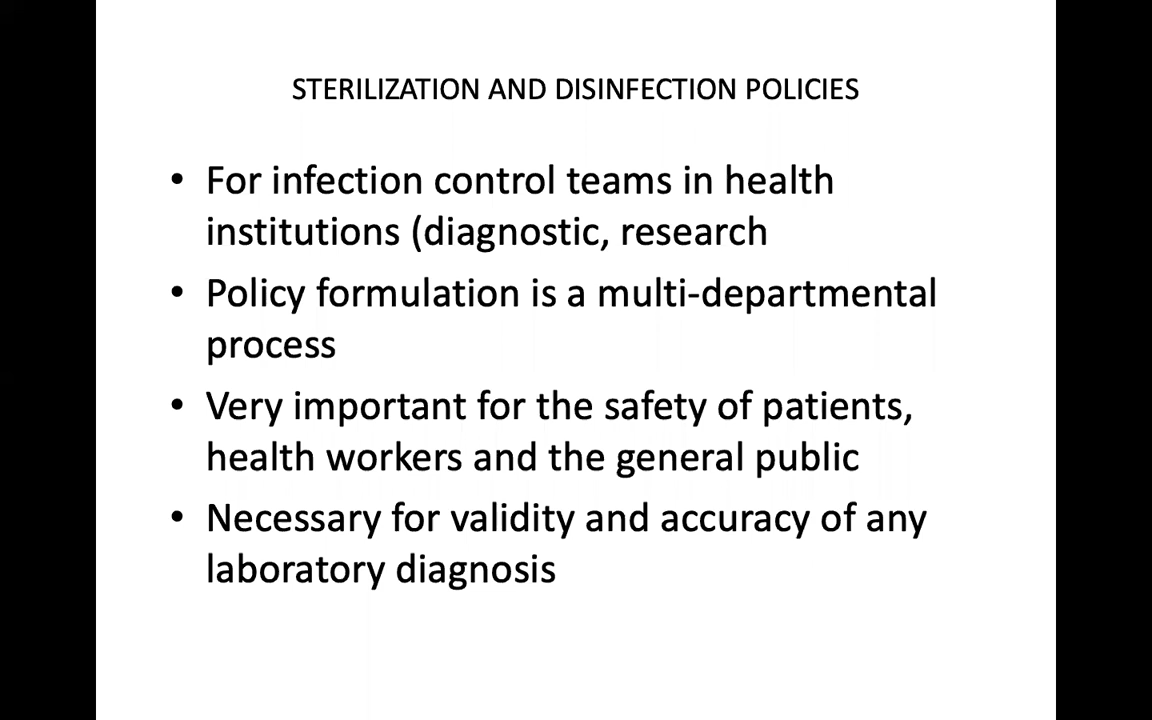 STERILIZATION AND DISINFECTION POLICIES
• For infection control teams in health
institutions (diagnostic, research
• Policy formulation is a multi-departmental
process
• Very important for the safety of patients,
health workers and the general public
• Necessary for validity and accuracy of any
laboratory diagnosis